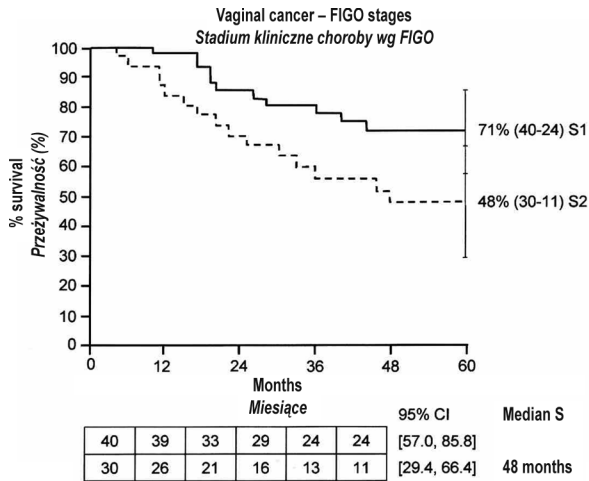 Vaginal cancer – FIGO stages
Stadium kliniczne choroby wg FIGO
% survival
Przeżywalność (%)
100
90
80
70
60
50
40
30
20
10
0
71% (40-24) S1
48% (30-11) S2
0 12 24 36 48 60
Months
Miesiące
95% CI Median S
40 39 33 29 24 24 [57.0, 85.8]
30 26 21 16 13 11 [29.4, 66.4] 48 months